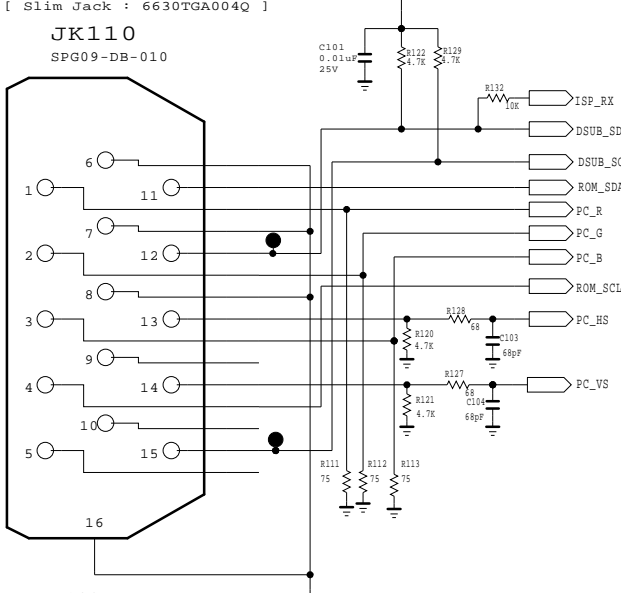 [ Slim Jack : 6630TGA004Q ]
JK110
SPG09-DB-010
C101
0.01uF
25V
R122
4.7K
R129
4.7K
R132
10K
ISP_RX
DSUB_SD
DSUB_SC
ROM_SDA
PC_R
PC_G
PC_B
ROM_SCL
PC_HS
PC_VS
6
1
11
7
2
12
8
3
13
9
4
14
10
5
15
16
R128
68
C103
68pF
R120
4.7K
R127
68
C104
68pF
R121
4.7K
R111
75
R112
75
R113
75